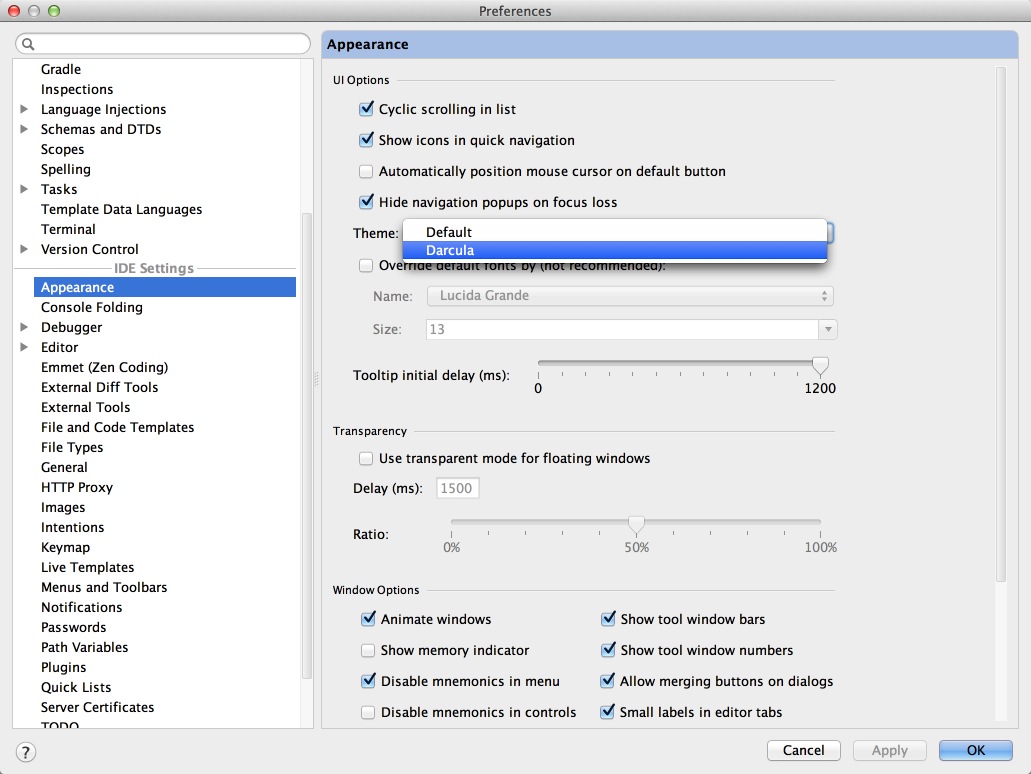 Preferences
Gradle
Inspections
Language Injections
Schemas and DTDs
Scopes
Spelling
Tasks
Template Data Languages
Terminal
Version Control
IDE Settings
Appearance
Console Folding
Debugger
Editor
Emmet (Zen Coding)
External Diff Tools
External Tools
File and Code Templates
File Types
General
HTTP Proxy
Images
Intentions
Keymap
Live Templates
Menus and Toolbars
Notifications
Passwords
Path Variables
Plugins
Quick Lists
Server Certificates
TODO
Appearance
UI Options
Cyclic scrolling in list
Show icons in quick navigation
Automatically position mouse cursor on default button
Hide navigation popups on focus loss
Theme:
Default
Darcula
Override default fonts by (not recommended):
Name: Lucida Grande
Size: 13
Tooltip initial delay (ms):
0 1200
Transparency
Use transparent mode for floating windows
Delay (ms): 1500
Ratio:
0% 50% 100%
Window Options
Animate windows Show tool window bars
Show memory indicator Show tool window numbers
Disable mnemonics in menu Allow merging buttons on dialogs
Disable mnemonics in controls Small labels in editor tabs
? Cancel Apply OK